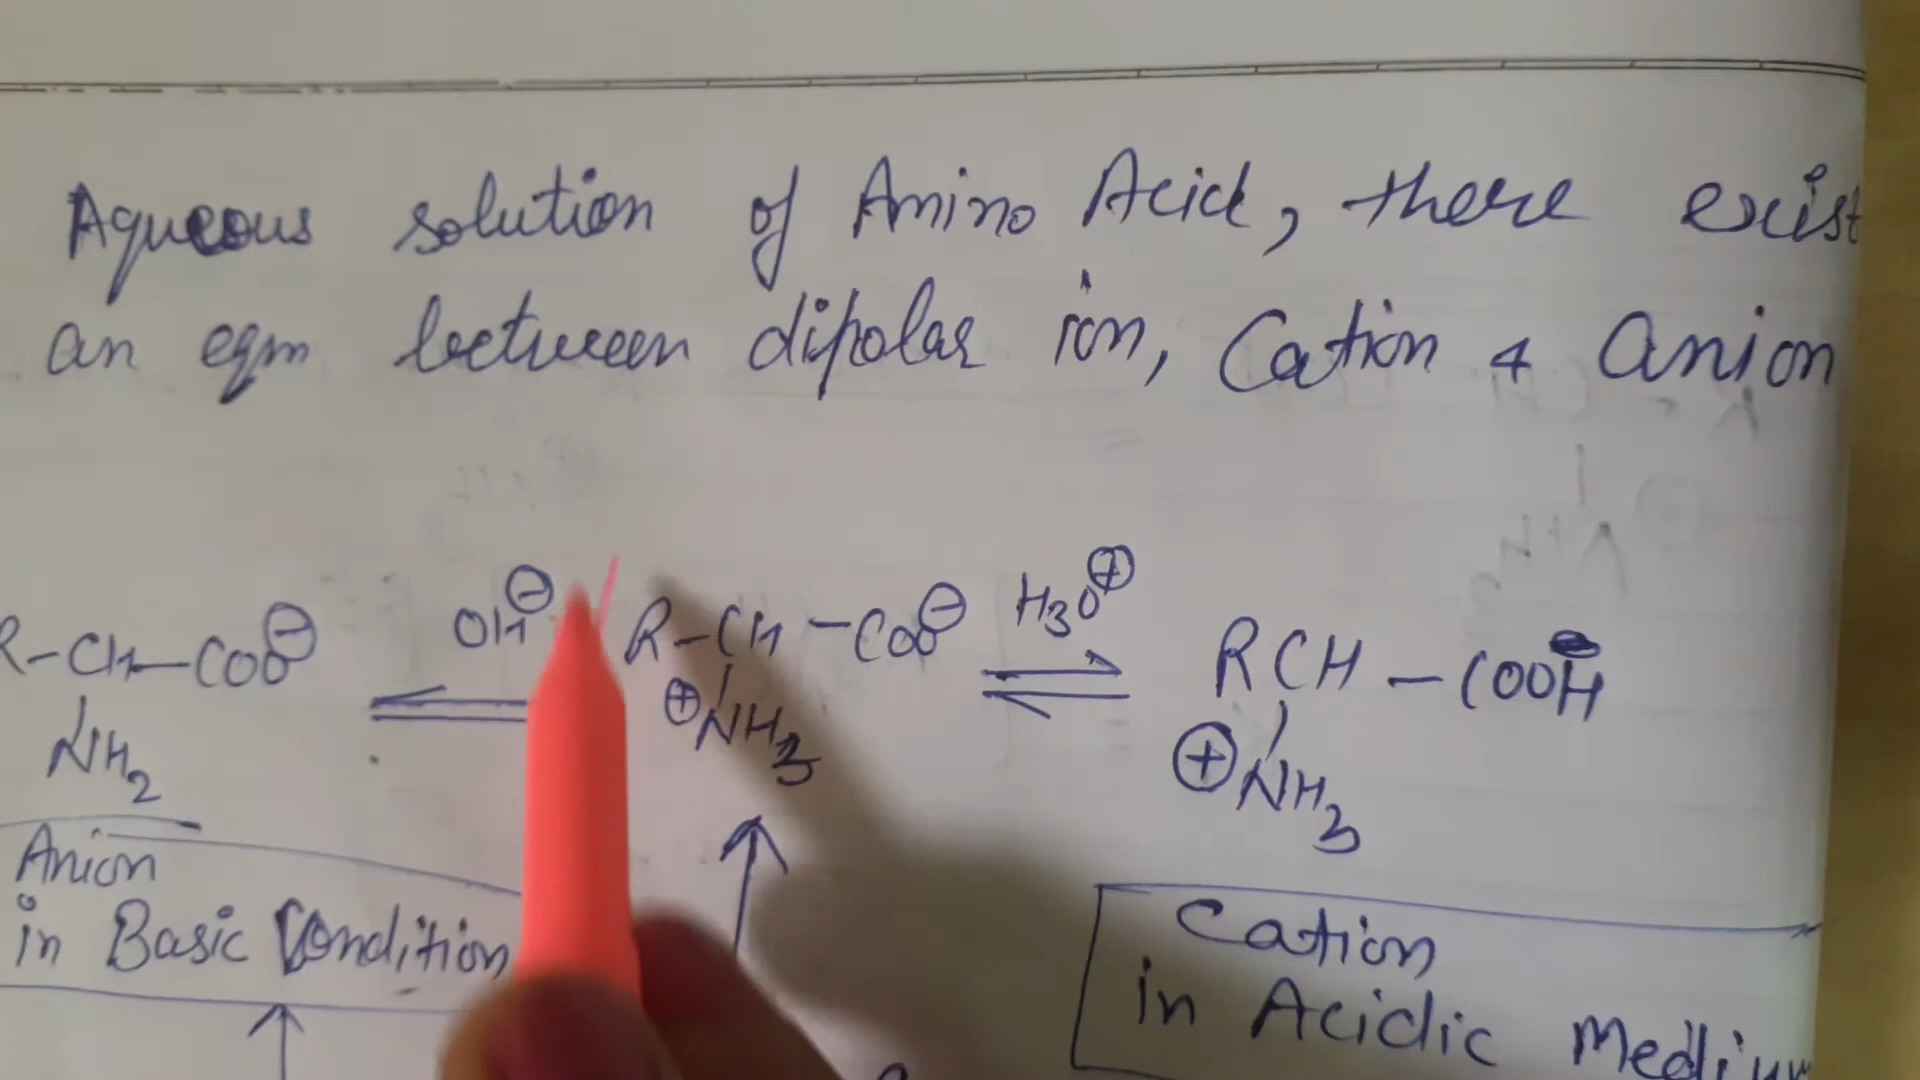 Aqueous solution of Amino Acid, there exist
an eqm between dipolar ion, Cation & anion
R-CH-COO⊖ OH⊖ R-CH-COO⊖ H3O⊕ RCH-COOH
NH2 ⊕NH3 ⊕NH3
Anion
in Basic Condition
Cation
in Acidic Medium